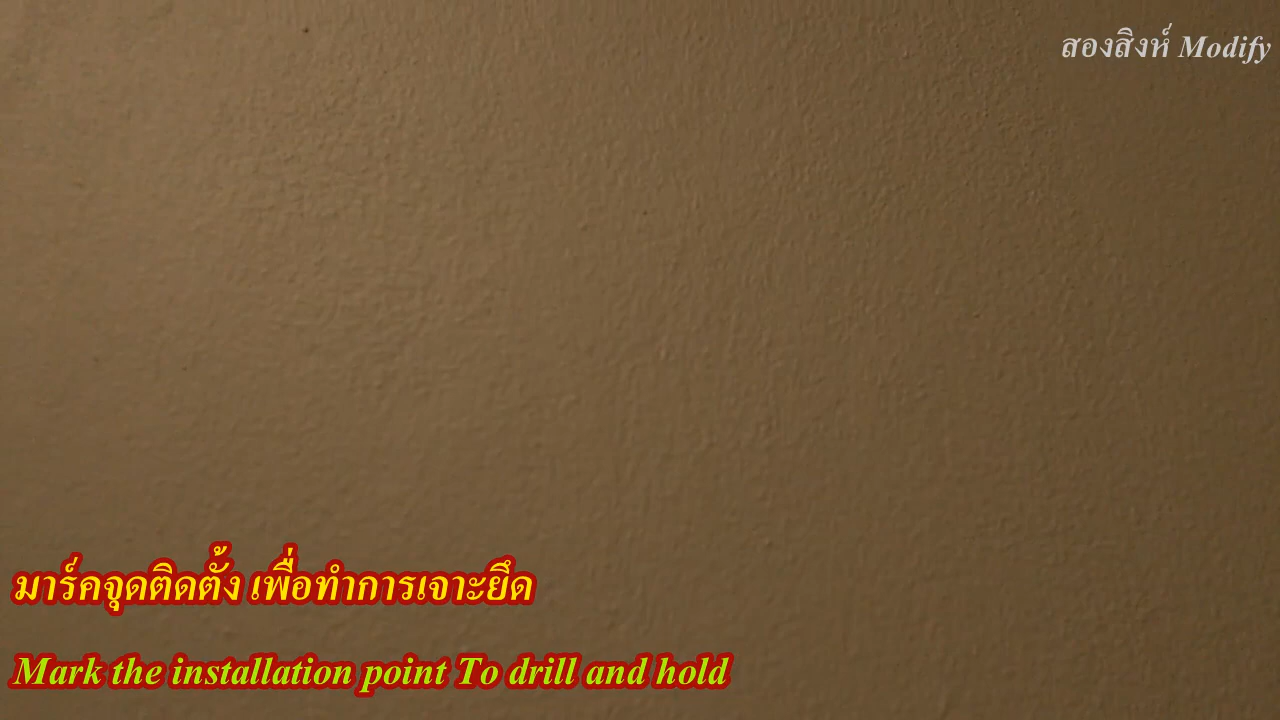 สองสิงห์ Modify
มาร์คจุดติดตั้ง เพื่อทำการเจาะยึด
Mark the installation point To drill and hold